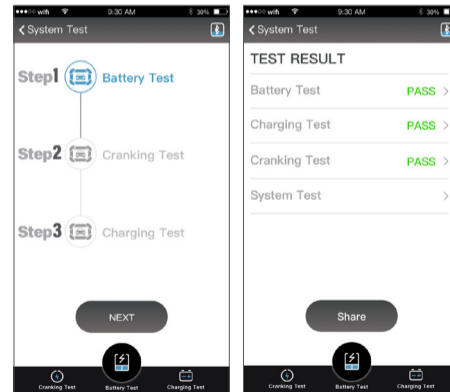 ●●●○○ wifi 9:30 AM 30%
System Test
Step1 Battery Test
Step2 Cranking Test
Step3 Charging Test
NEXT
Cranking Test Battery Test Charging Test
●●●○○ wifi 9:30 AM 30%
System Test
TEST RESULT
Battery Test PASS
Charging Test PASS
Cranking Test PASS
System Test
Share
Cranking Test Battery Test Charging Test